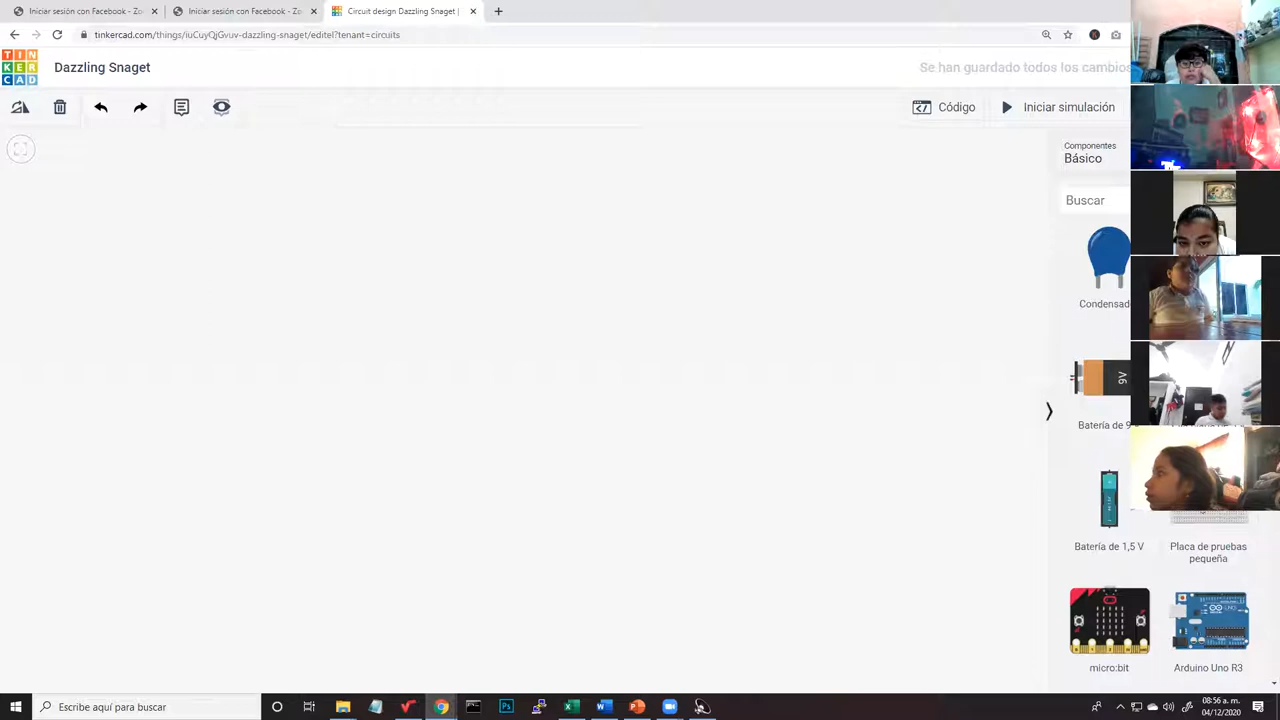 Iniciar sesión con Facebook - Zo
Iniciar sesión con Facebook - Zo
Circuit design Dazzling Snaget |
tinkercad.com/things/iuCuyQjGvuv-dazzling-snaget/editel?tenant=circuits
TIN
KER
CAD
Dazzling Snaget
Se han guardado todos los cambios
Código
Iniciar simulación
Componentes
Básico
Buscar
Condensad
9V
Batería de 9
Batería de 1,5 V
Placa de pruebas
pequeña
micro:bit
Arduino Uno R3
Escribe aquí para buscar
08:56 a. m.
04/12/2020